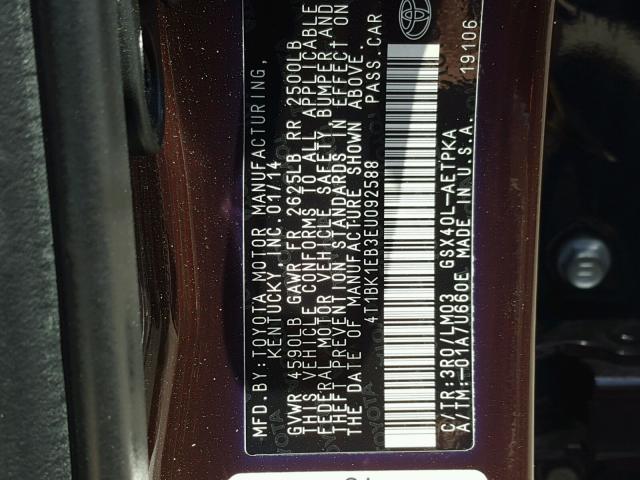 MFD.BY:TOYOTA MOTOR MANUFACTURING,
KENTUCKY,INC. 01/14
GVWR 4590LB GAWR FR 2625LB RR 2500LB
THIS VEHICLE CONFORMS TO ALL APPLICABLE
FEDERAL MOTOR VEHICLE SAFETY, BUMPER,AND
THEFT PREVENTION STANDARDS IN EFFECT ON
THE DATE OF MANUFACTURE SHOWN ABOVE.
4T1BK1EB3EU092588 PASS. CAR
C/TR:3R0/LM03 GSX40L-AETPKA
A/TM:-01A/U660E MADE IN U.S.A.
19106